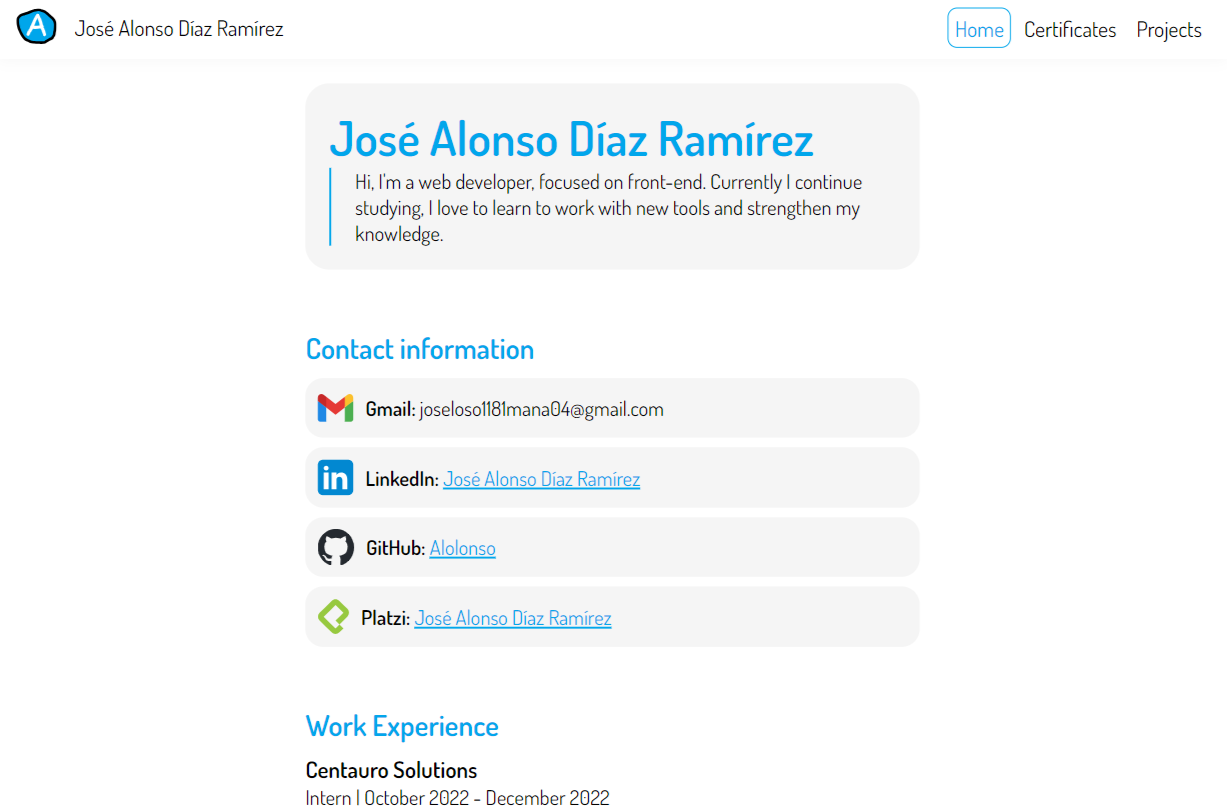 A José Alonso Díaz Ramírez Home Certificates Projects
José Alonso Díaz Ramírez
Hi, I'm a web developer, focused on front-end. Currently I continue
studying, I love to learn to work with new tools and strengthen my
knowledge.
Contact information
Gmail: joseloso1181mana04@gmail.com
in LinkedIn: José Alonso Díaz Ramírez
GitHub: Alolonso
Platzi: José Alonso Díaz Ramírez
Work Experience
Centauro Solutions
Intern | October 2022 - December 2022